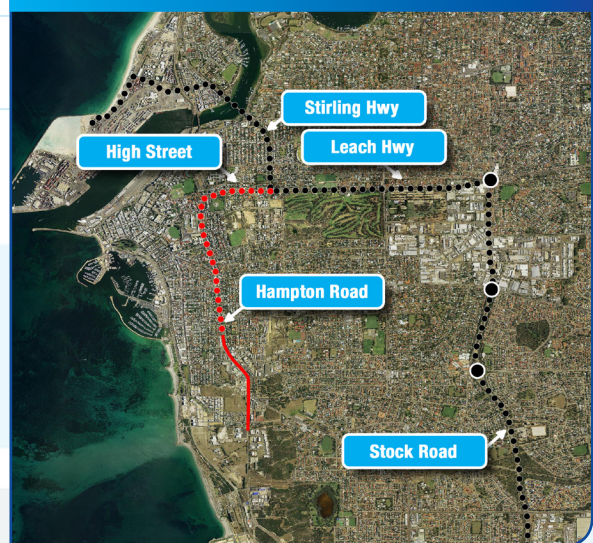 Stirling Hwy
High Street
Leach Hwy
Hampton Road
Stock Road